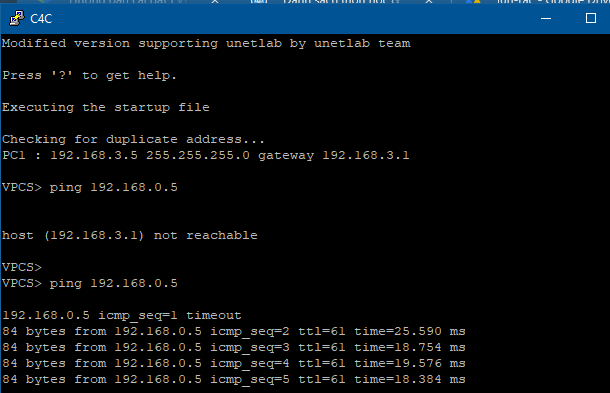 C4C
Modified version supporting unetlab by unetlab team
Press '?' to get help.
Executing the startup file
Checking for duplicate address...
PC1 : 192.168.3.5 255.255.255.0 gateway 192.168.3.1
VPCS> ping 192.168.0.5
host (192.168.3.1) not reachable
VPCS>
VPCS> ping 192.168.0.5
192.168.0.5 icmp_seq=1 timeout
84 bytes from 192.168.0.5 icmp_seq=2 ttl=61 time=25.590 ms
84 bytes from 192.168.0.5 icmp_seq=3 ttl=61 time=18.754 ms
84 bytes from 192.168.0.5 icmp_seq=4 ttl=61 time=19.576 ms
84 bytes from 192.168.0.5 icmp_seq=5 ttl=61 time=18.384 ms